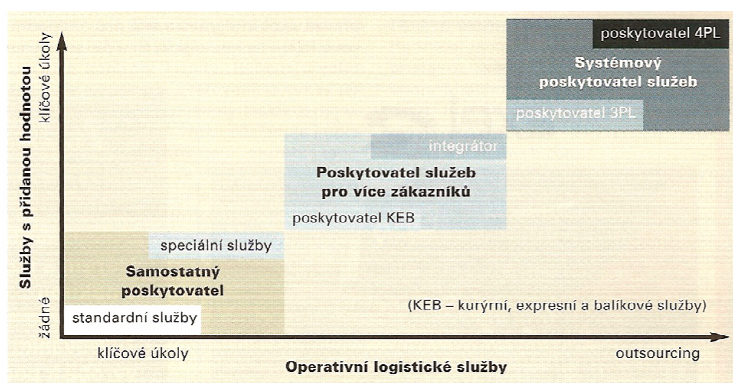 poskytovatel 4PL
Systémový
poskytovatel služeb
poskytovatel 3PL
integrátor
Poskytovatel služeb
pro více zákazníků
poskytovatel KEB
speciální služby
Samostatný
poskytovatel
standardní služby
(KEB – kurýrní, expresní a balíkové služby)
Služby s přidanou hodnotou
klíčové úkoly
žádné
klíčové úkoly
outsourcing
Operativní logistické služby